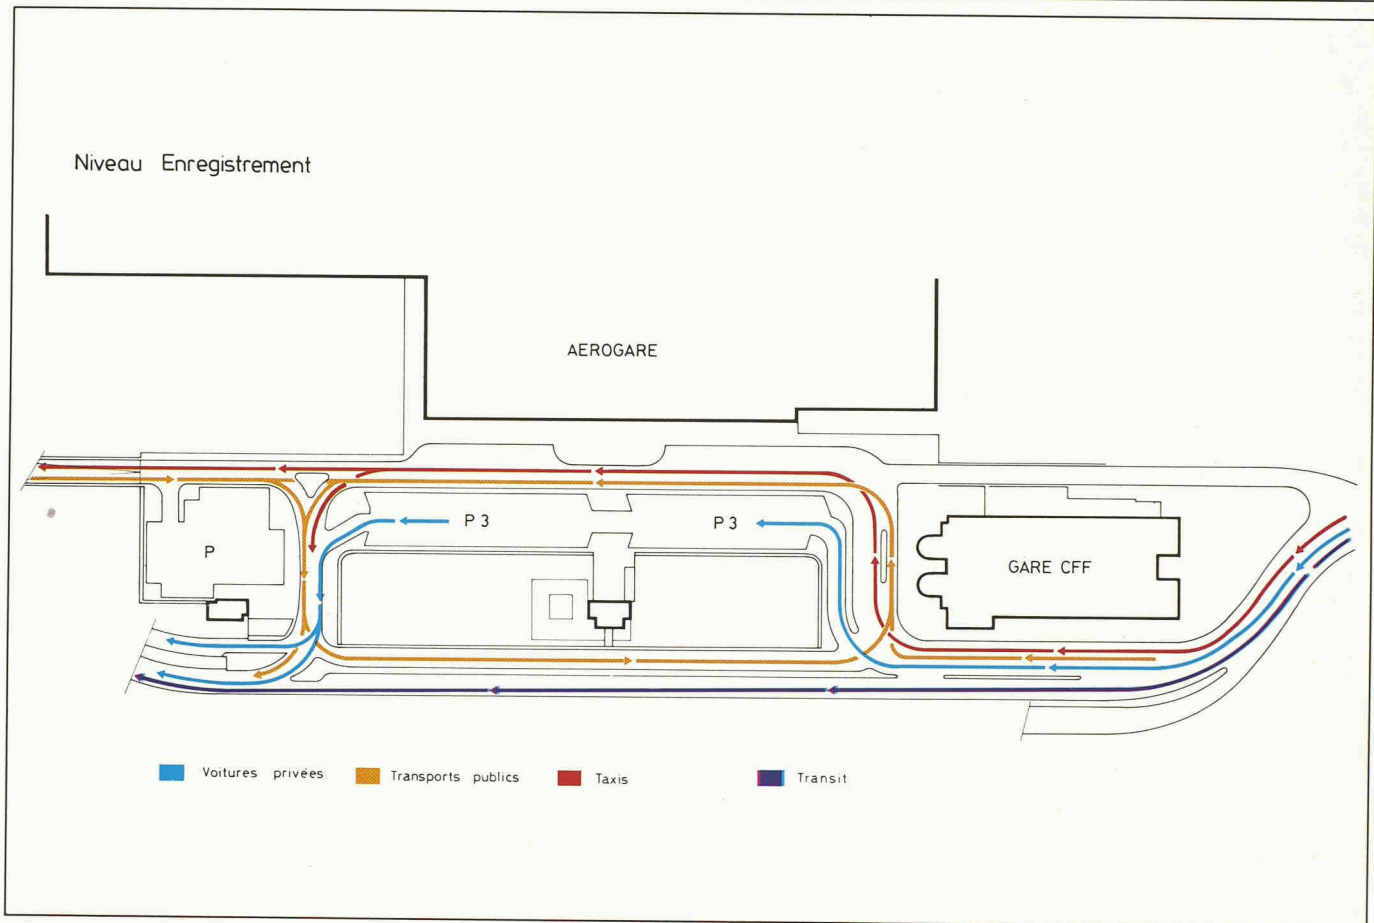 Niveau Enregistrement
AEROGARE
P 3
P 3
P
GARE CFF
Voitures privées
Transports publics
Taxis
Transit